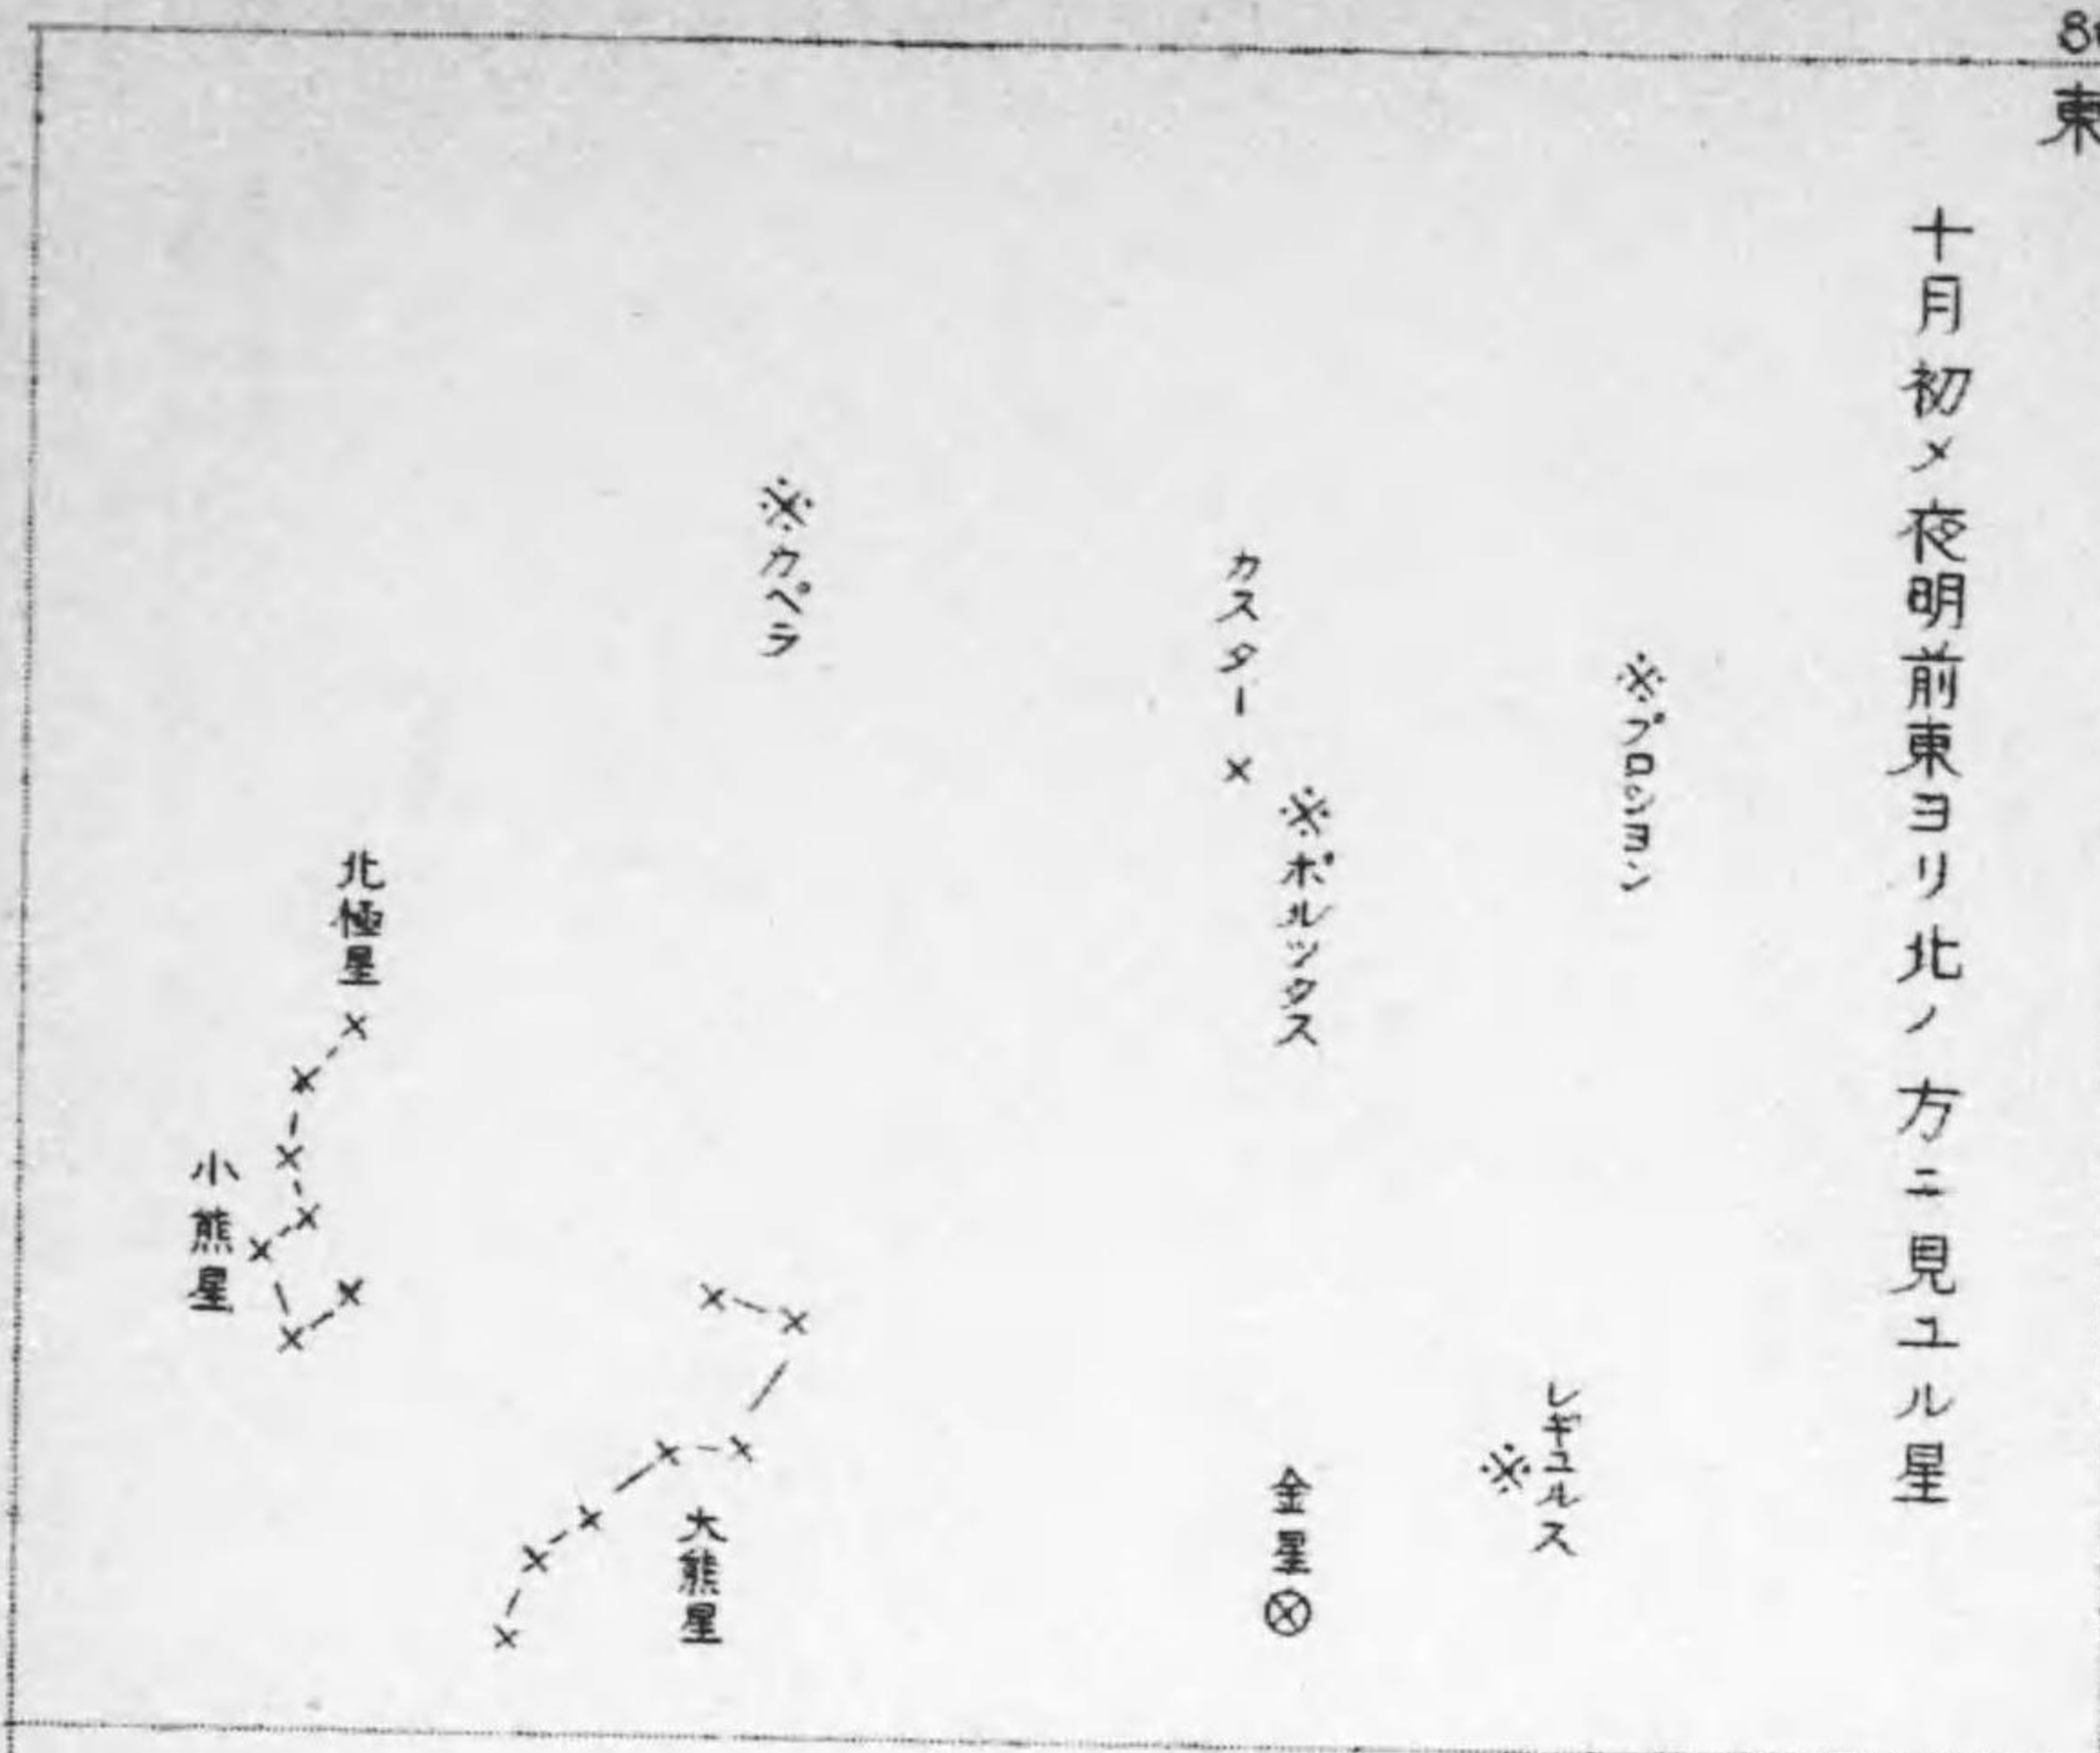 東
十月初メ夜明前東ヨリ北ノ方ニ見ユル星
プロシヨン
レギユルス
カスター
ポルックス
金星
カペラ
大熊星
北極星
小熊星